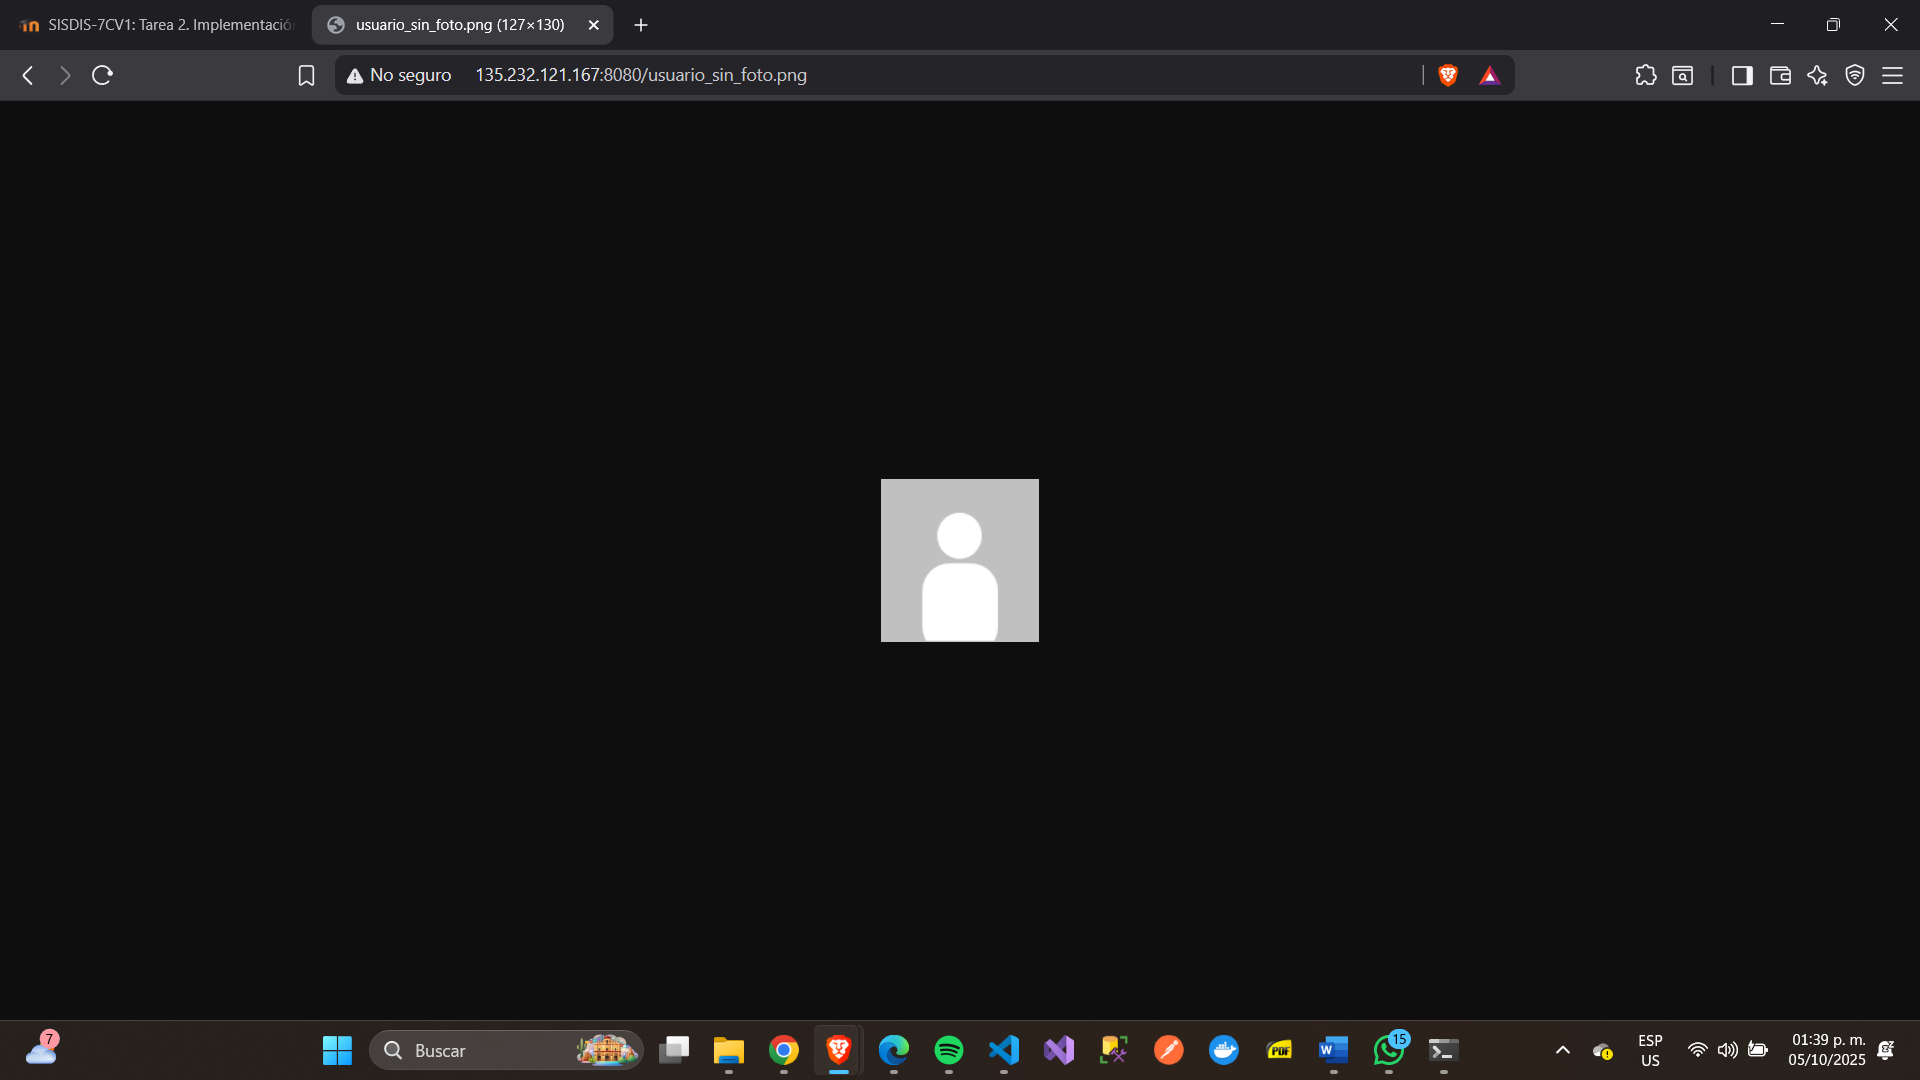 SISDIS-7CV1: Tarea 2. Implementació
usuario_sin_foto.png (127×130)
No seguro
135.232.121.167:8080/usuario_sin_foto.png
7
Buscar
PDF
W
15
ESP
US
01:39 p. m.
05/10/2025